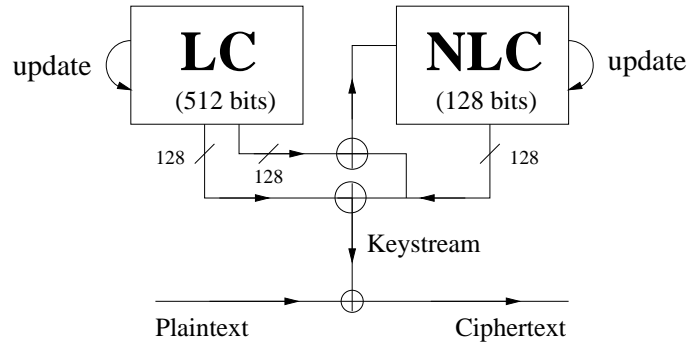 LC
(512 bits)
NLC
(128 bits)
update
update
128
128
128
Keystream
Plaintext
Ciphertext